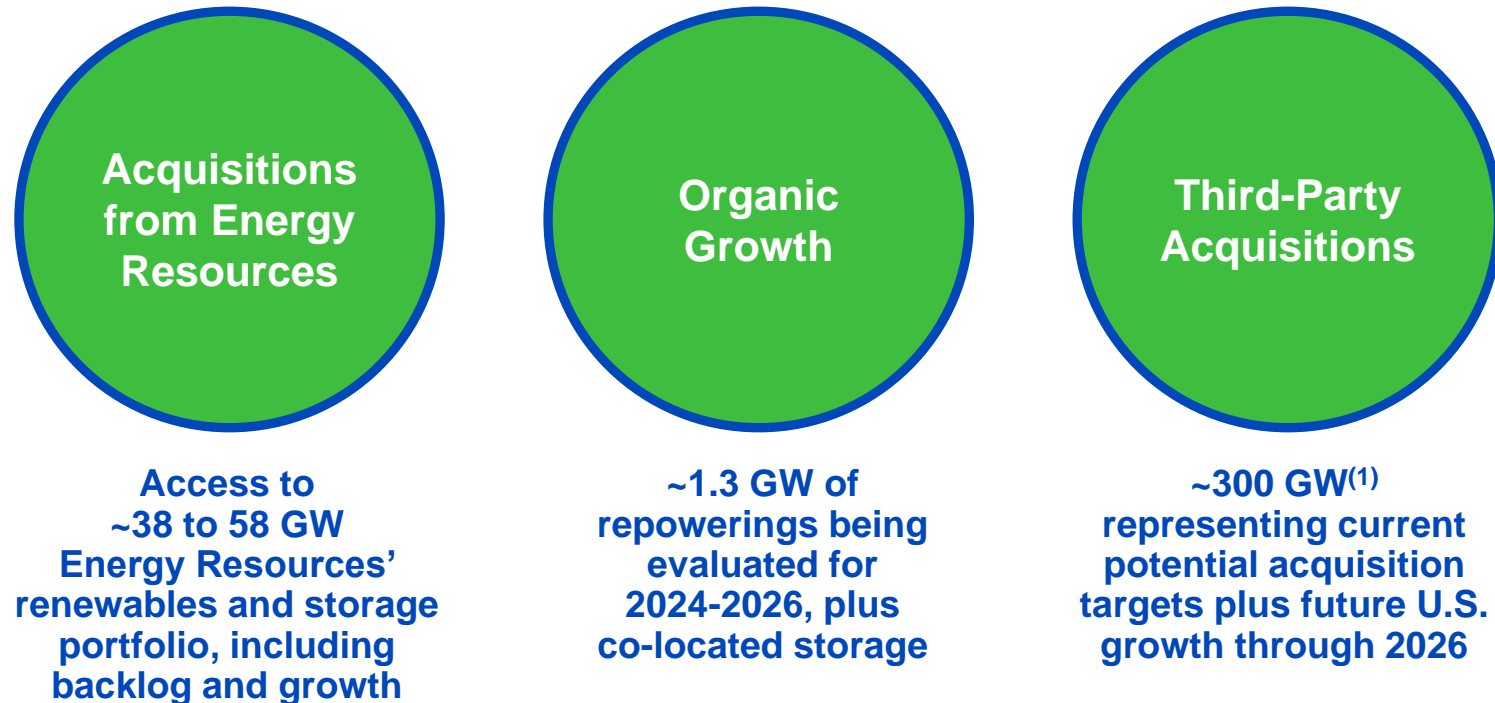 Acquisitions
from Energy
Resources
Access to
~38 to 58 GW
Energy Resources’
renewables and storage
portfolio, including
backlog and growth
Organic
Growth
~1.3 GW of
repowerings being
evaluated for
2024-2026, plus
co-located storage
Third-Party
Acquisitions
~300 GW(1)
representing current
potential acquisition
targets plus future U.S.
growth through 2026